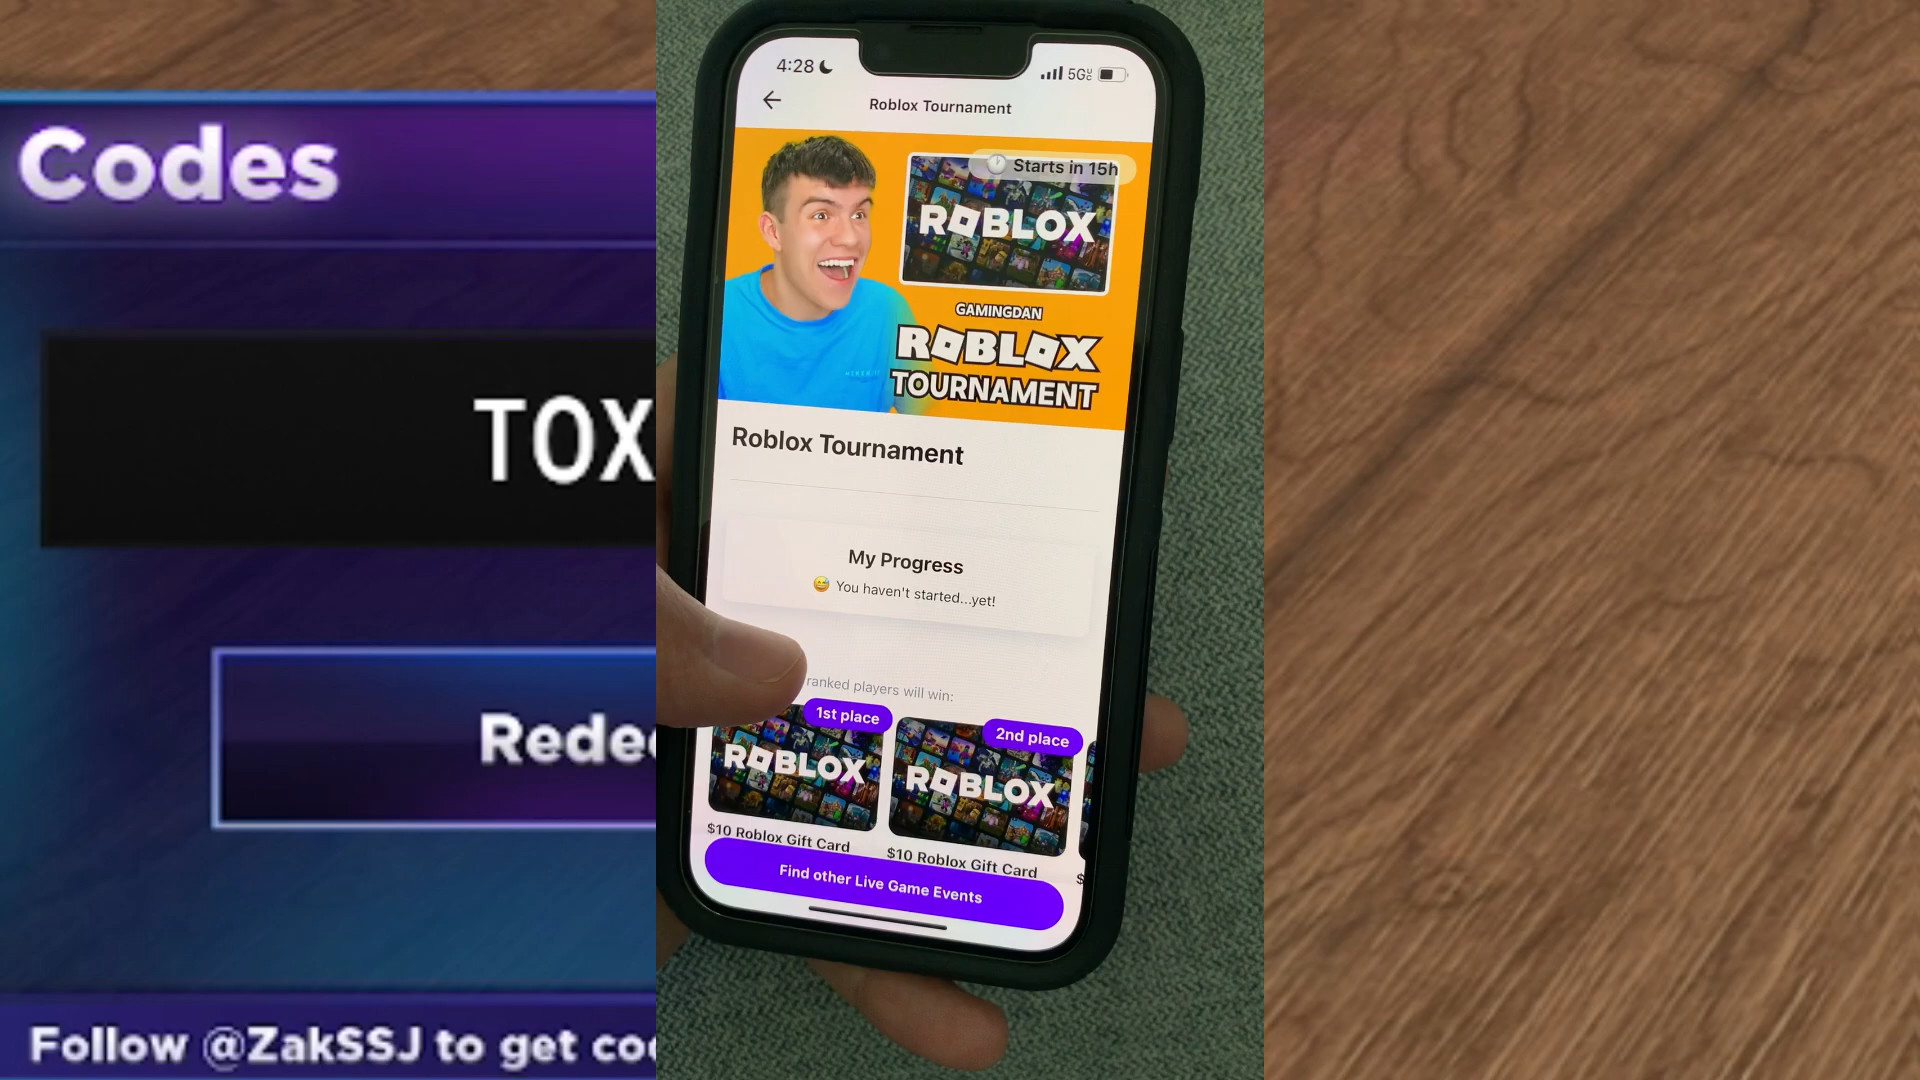 Codes
TOX
Follow @ZakSSJ to get
4:28
5G
Roblox Tournament
Starts in 15h
ROBLOX
GAMINGDAN
ROBLOX
TOURNAMENT
Roblox Tournament
My Progress
😅 You haven't started...yet!
ranked players will win:
1st place
2nd place
ROBLOX
ROBLOX
$10 Roblox Gift Card
$10 Roblox Gift Card
$
Find other Live Game Events